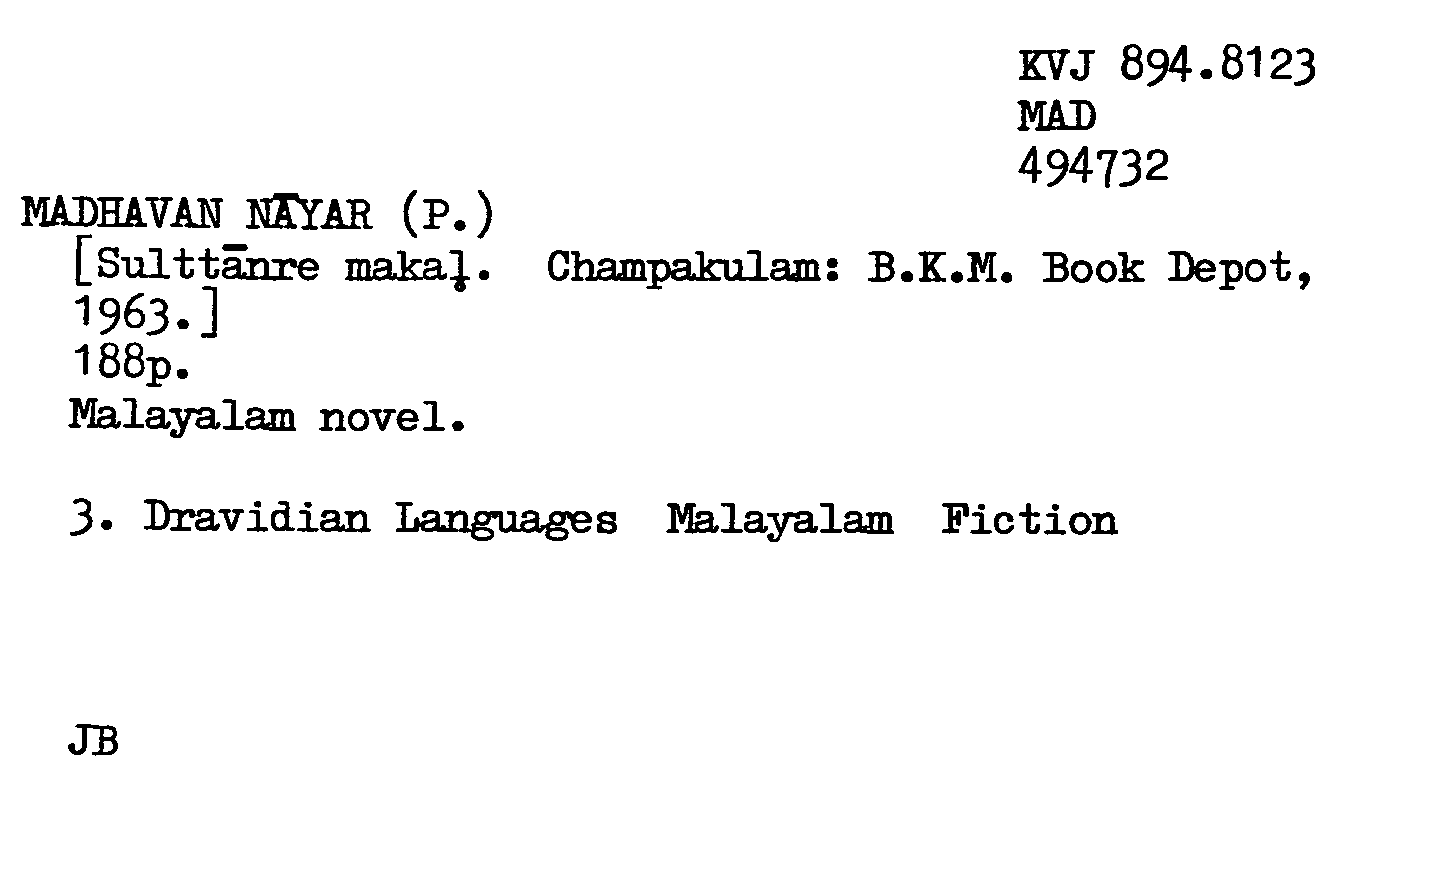 KVJ 894.8123
MAD
494732
MADHAVAN NĀYAR (P.)
[Sulttānre makaḷ. Champakulam: B.K.M. Book Depot,
1963.]
188p.
Malayalam novel.
3. Dravidian Languages Malayalam Fiction
JB